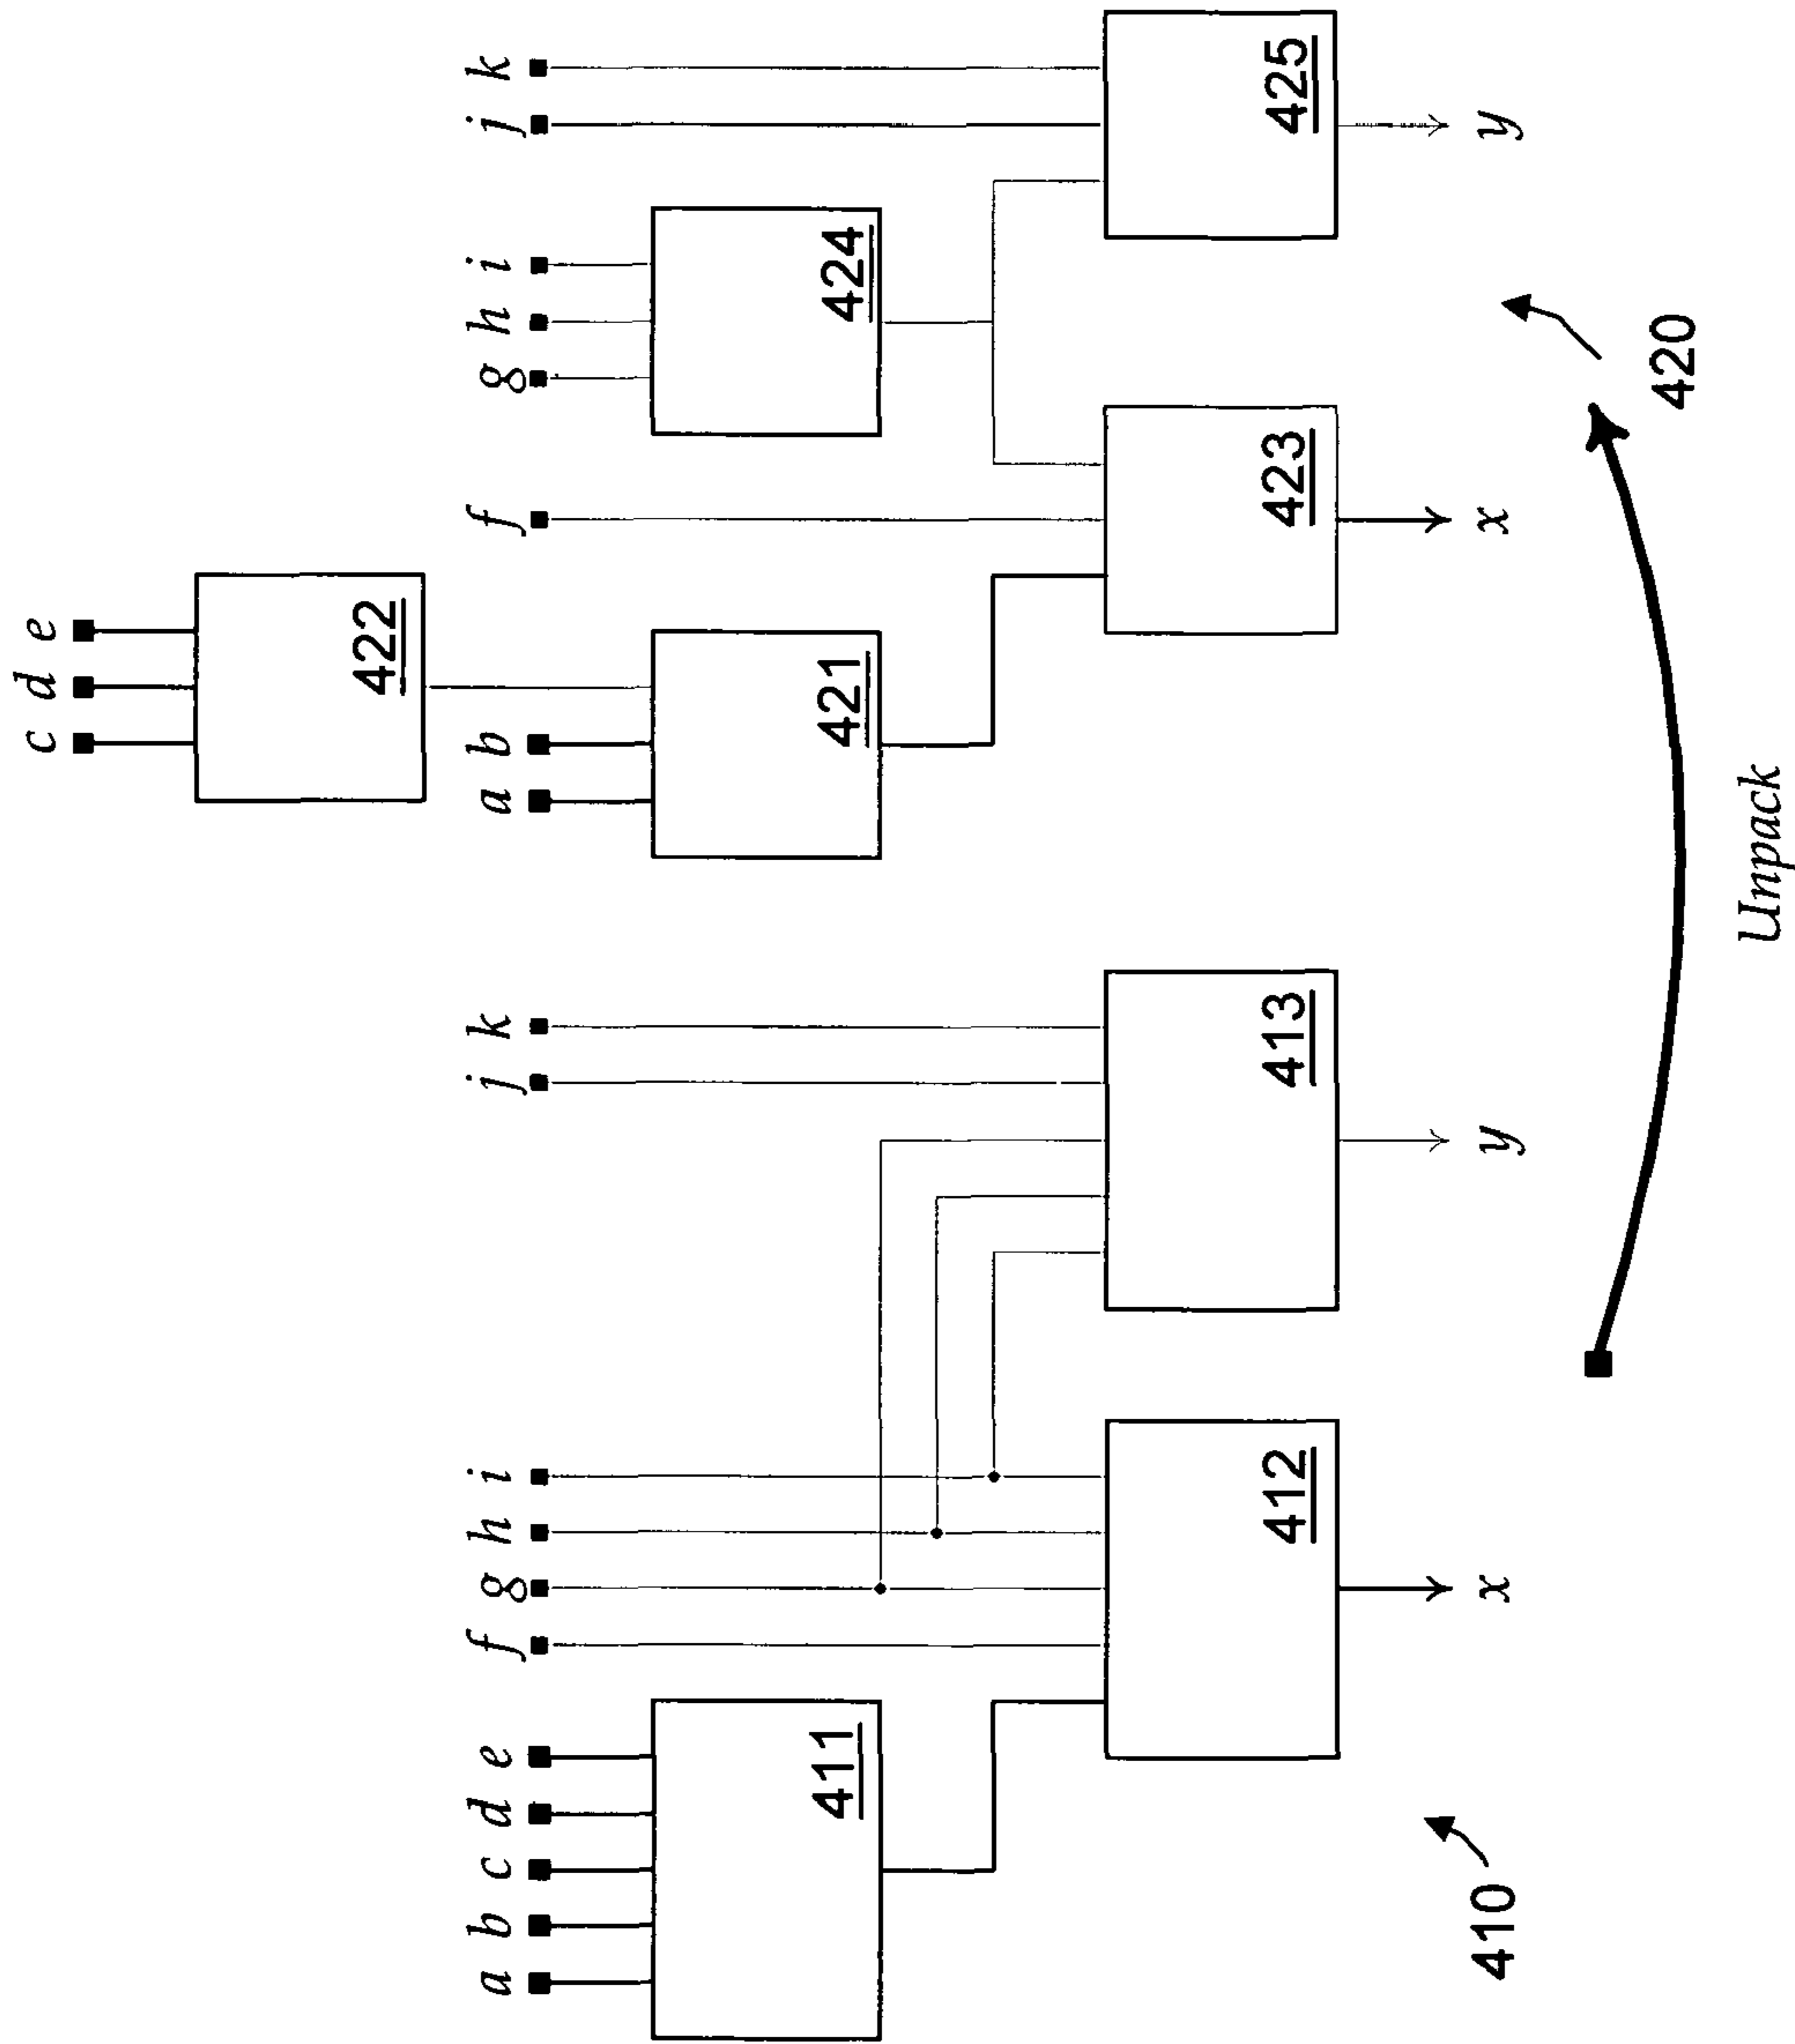 c d e
422
a b c d e f g h i j k a b f g h i j k
411 421 424
412 413 423 425
410 x y x y
420
Unpack